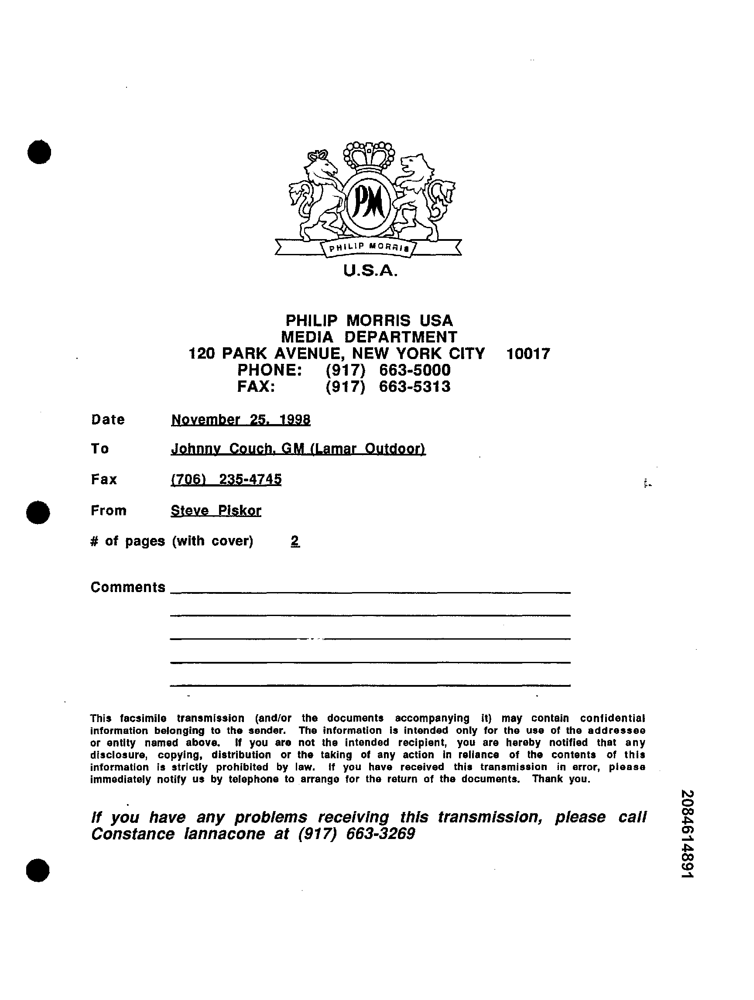 PM
PHILIP MORRIS
U.S.A.
PHILIP MORRIS USA
MEDIA DEPARTMENT
120 PARK AVENUE, NEW YORK CITY 10017
PHONE: (917) 663-5000
FAX: (917) 663-5313
Date November 25, 1998
To Johnny Couch, GM (Lamar Outdoor)
Fax (706) 235-4745
From Steve Piskor
# of pages (with cover) 2
Comments
This facsimile transmission (and/or the documents accompanying it) may contain confidential
information belonging to the sender. The information is intended only for the use of the addressee
or entity named above. If you are not the intended recipient, you are hereby notified that any
disclosure, copying, distribution or the taking of any action in reliance of the contents of this
information is strictly prohibited by law. If you have received this transmission in error, please
immediately notify us by telephone to arrange for the return of the documents. Thank you.
If you have any problems receiving this transmission, please call
Constance Iannacone at (917) 663-3269
2084614891